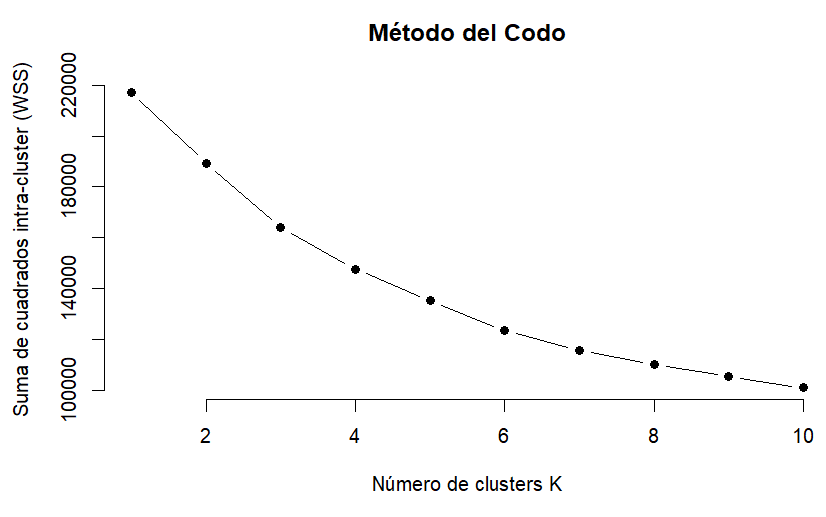 Método del Codo
Suma de cuadrados intra-cluster (WSS)
220000
180000
140000
100000
2 4 6 8 10
Número de clusters K